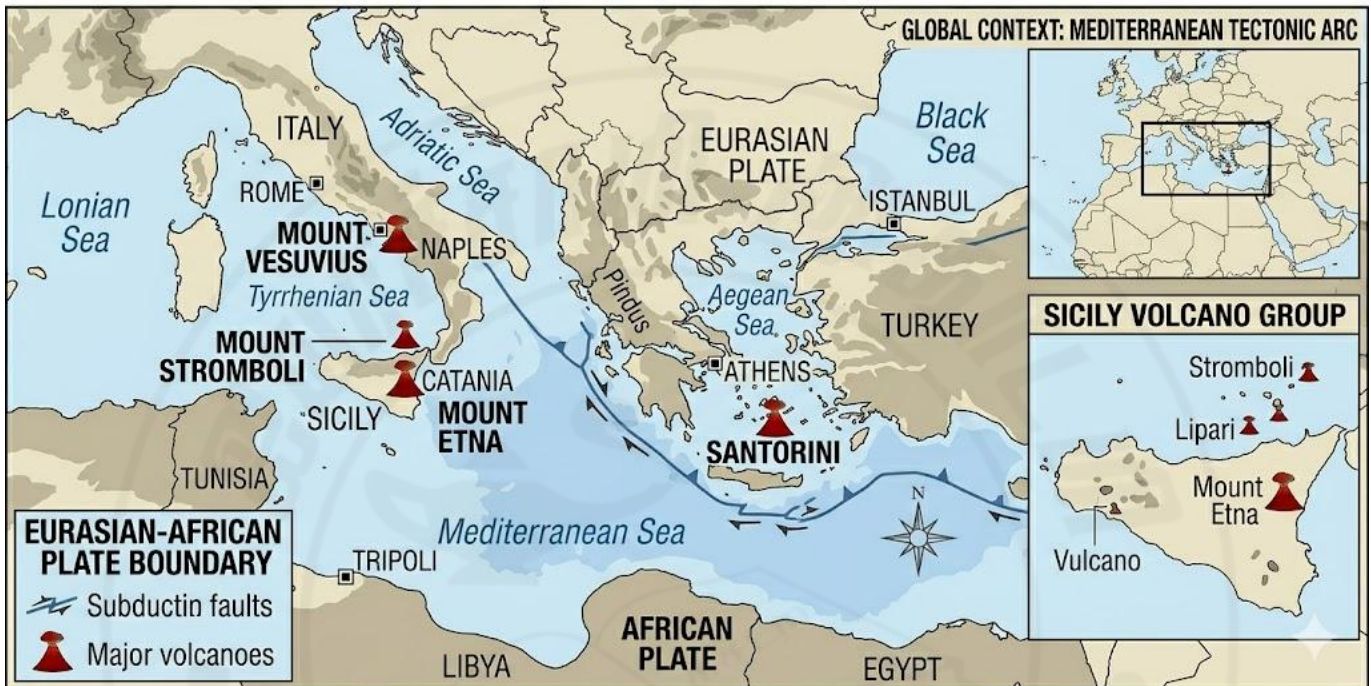 GLOBAL CONTEXT: MEDITERRANEAN TECTONIC ARC
ITALY
Adriatic Sea
EURASIAN
PLATE
Black
Sea
ROME
Lonian
Sea
ISTANBUL
MOUNT
VESUVIUS
NAPLES
Tyrrhenian Sea
Pindus
Aegean
Sea
TURKEY
MOUNT
STROMBOLI
ATHENS
CATANIA
SICILY
MOUNT
ETNA
SANTORINI
TUNISIA
N
Mediterranean Sea
TRIPOLI
AFRICAN
PLATE
LIBYA
EGYPT
SICILY VOLCANO GROUP
Stromboli
Lipari
Mount
Etna
Vulcano
EURASIAN-AFRICAN
PLATE BOUNDARY
Subductin faults
Major volcanoes